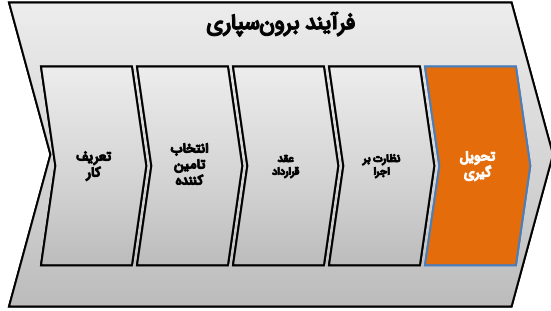 فرآیند برون‌سپاری
تعریف
کار
انتخاب
تامین
کننده
عقد
قرارداد
نظارت بر
اجرا
تحویل
گیری